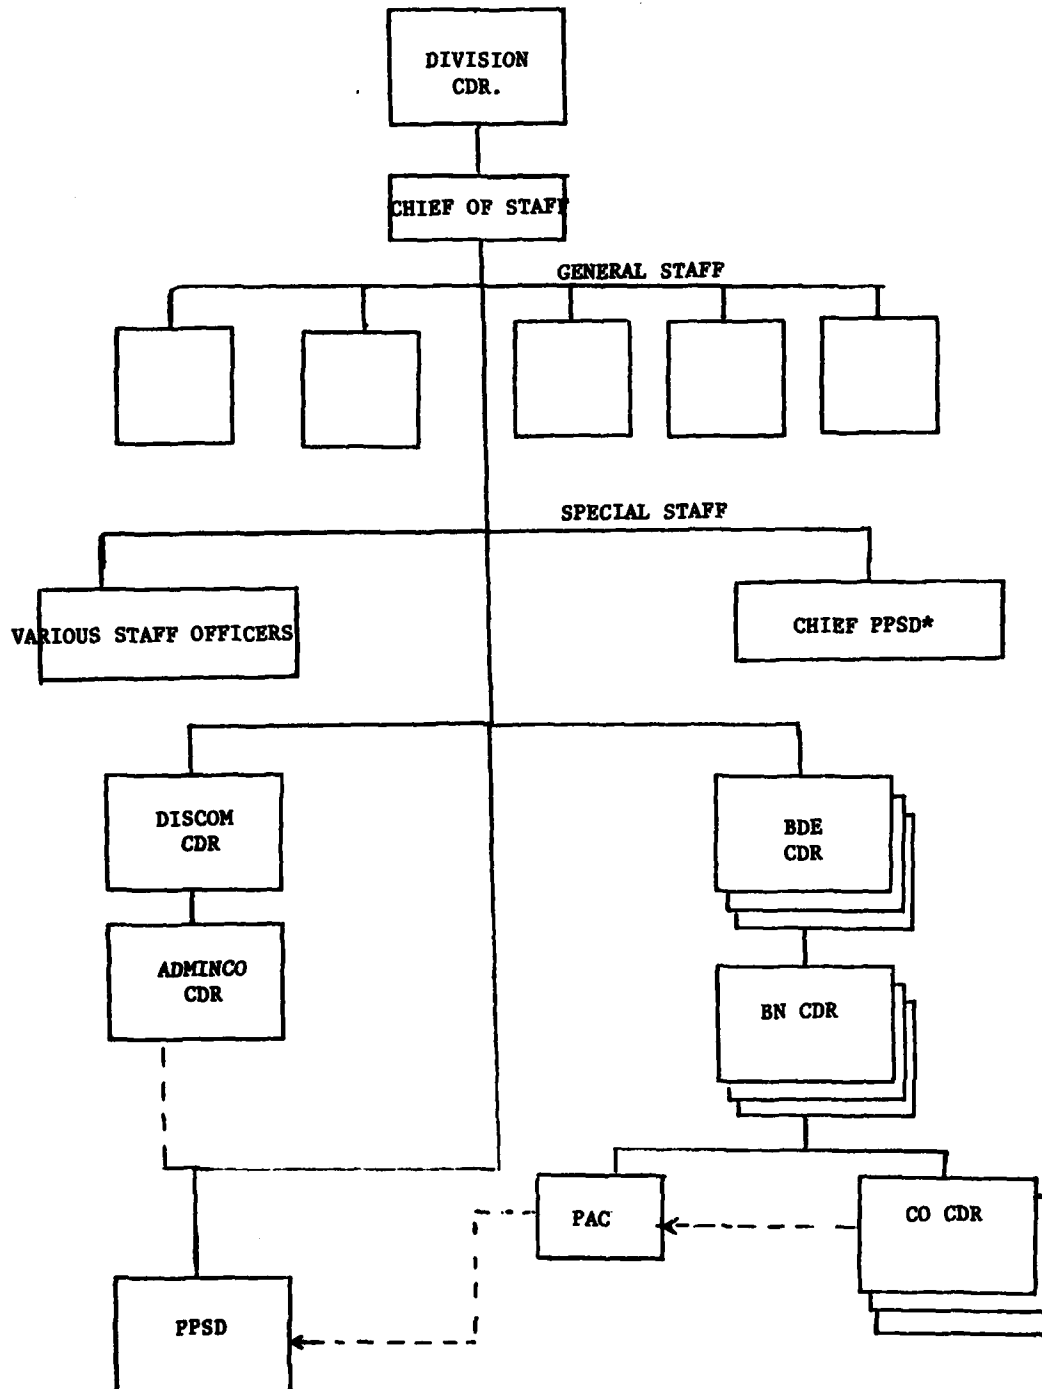 DIVISION
CDR.
CHIEF OF STAFF
GENERAL STAFF
SPECIAL STAFF
VARIOUS STAFF OFFICERS
CHIEF PPSD*
DISCOM
CDR
BDE
CDR
ADMINCO
CDR
BN CDR
PAC
CO CDR
PPSD